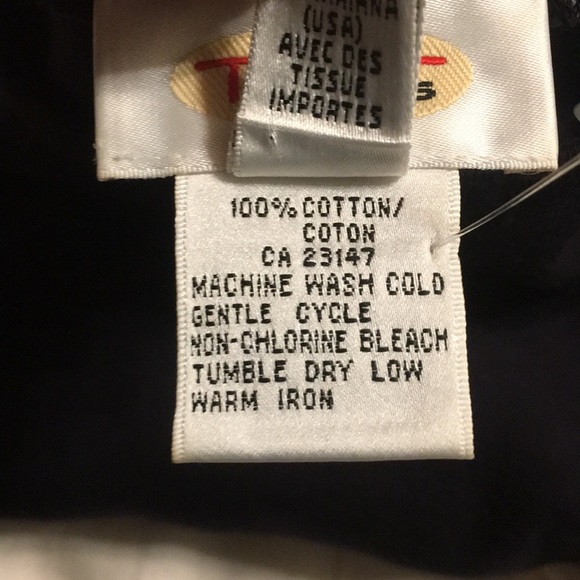 (USA)
AVEC DES
TISSUE
IMPORTES
100% COTTON/
COTON
CA 23147
MACHINE WASH COLD
GENTLE CYCLE
NON-CHLORINE BLEACH
TUMBLE DRY LOW
WARM IRON